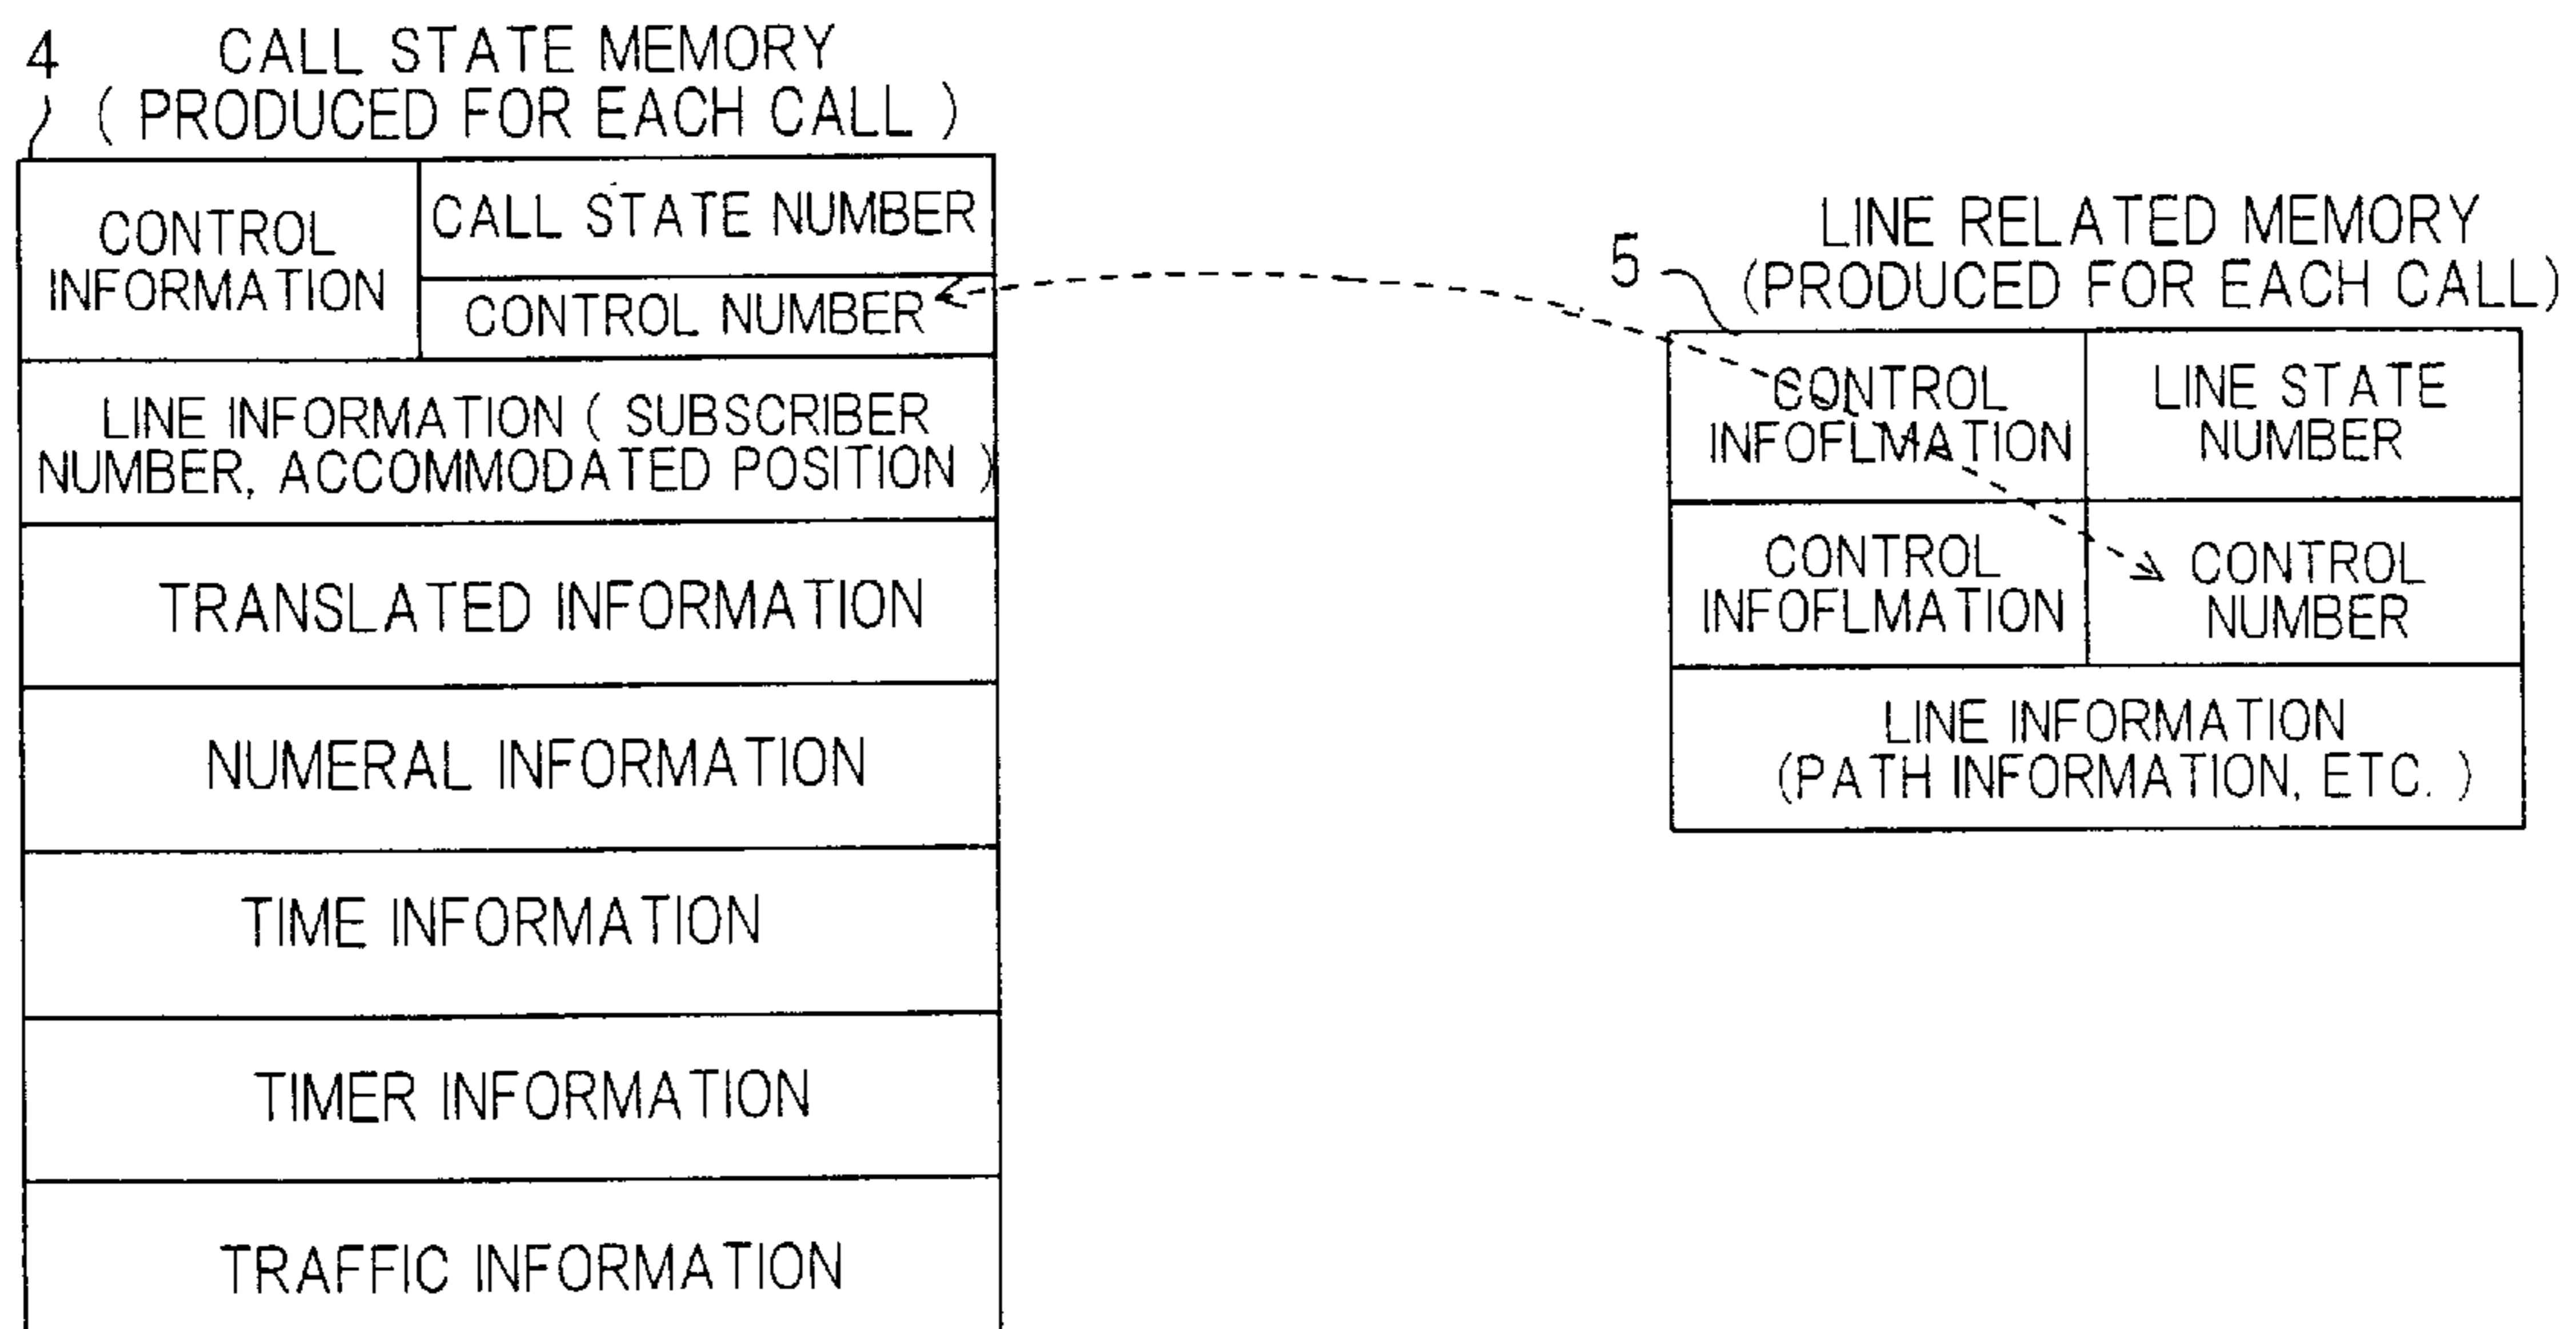 4
CALL STATE MEMORY
( PRODUCED FOR EACH CALL )
CONTROL
INFORMATION
CALL STATE NUMBER
CONTROL NUMBER
LINE INFORMATION ( SUBSCRIBER
NUMBER, ACCOMMODATED POSITION )
TRANSLATED INFORMATION
NUMERAL INFORMATION
TIME INFORMATION
TIMER INFORMATION
TRAFFIC INFORMATION
5
LINE RELATED MEMORY
(PRODUCED FOR EACH CALL)
CONTROL
INFOFLMATION
LINE STATE
NUMBER
CONTROL
INFOFLMATION
CONTROL
NUMBER
LINE INFORMATION
(PATH INFORMATION, ETC. )